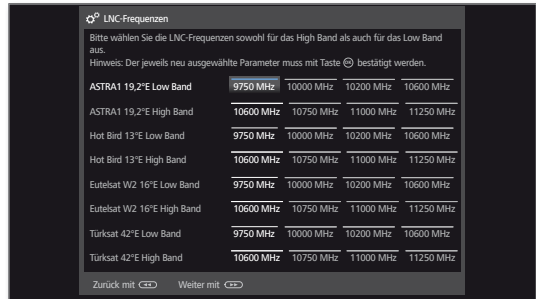 LNC-Frequenzen
Bitte wählen Sie die LNC-Frequenzen sowohl für das High Band als auch für das Low Band
aus.
Hinweis: Der jeweils neu ausgewählte Parameter muss mit Taste OK bestätigt werden.
ASTRA1 19,2°E Low Band 9750 MHz 10000 MHz 10200 MHz 10600 MHz
ASTRA1 19,2°E High Band 10600 MHz 10750 MHz 11000 MHz 11250 MHz
Hot Bird 13°E Low Band 9750 MHz 10000 MHz 10200 MHz 10600 MHz
Hot Bird 13°E High Band 10600 MHz 10750 MHz 11000 MHz 11250 MHz
Eutelsat W2 16°E Low Band 9750 MHz 10000 MHz 10200 MHz 10600 MHz
Eutelsat W2 16°E High Band 10600 MHz 10750 MHz 11000 MHz 11250 MHz
Türksat 42°E Low Band 9750 MHz 10000 MHz 10200 MHz 10600 MHz
Türksat 42°E High Band 10600 MHz 10750 MHz 11000 MHz 11250 MHz
Zurück mit Weiter mit